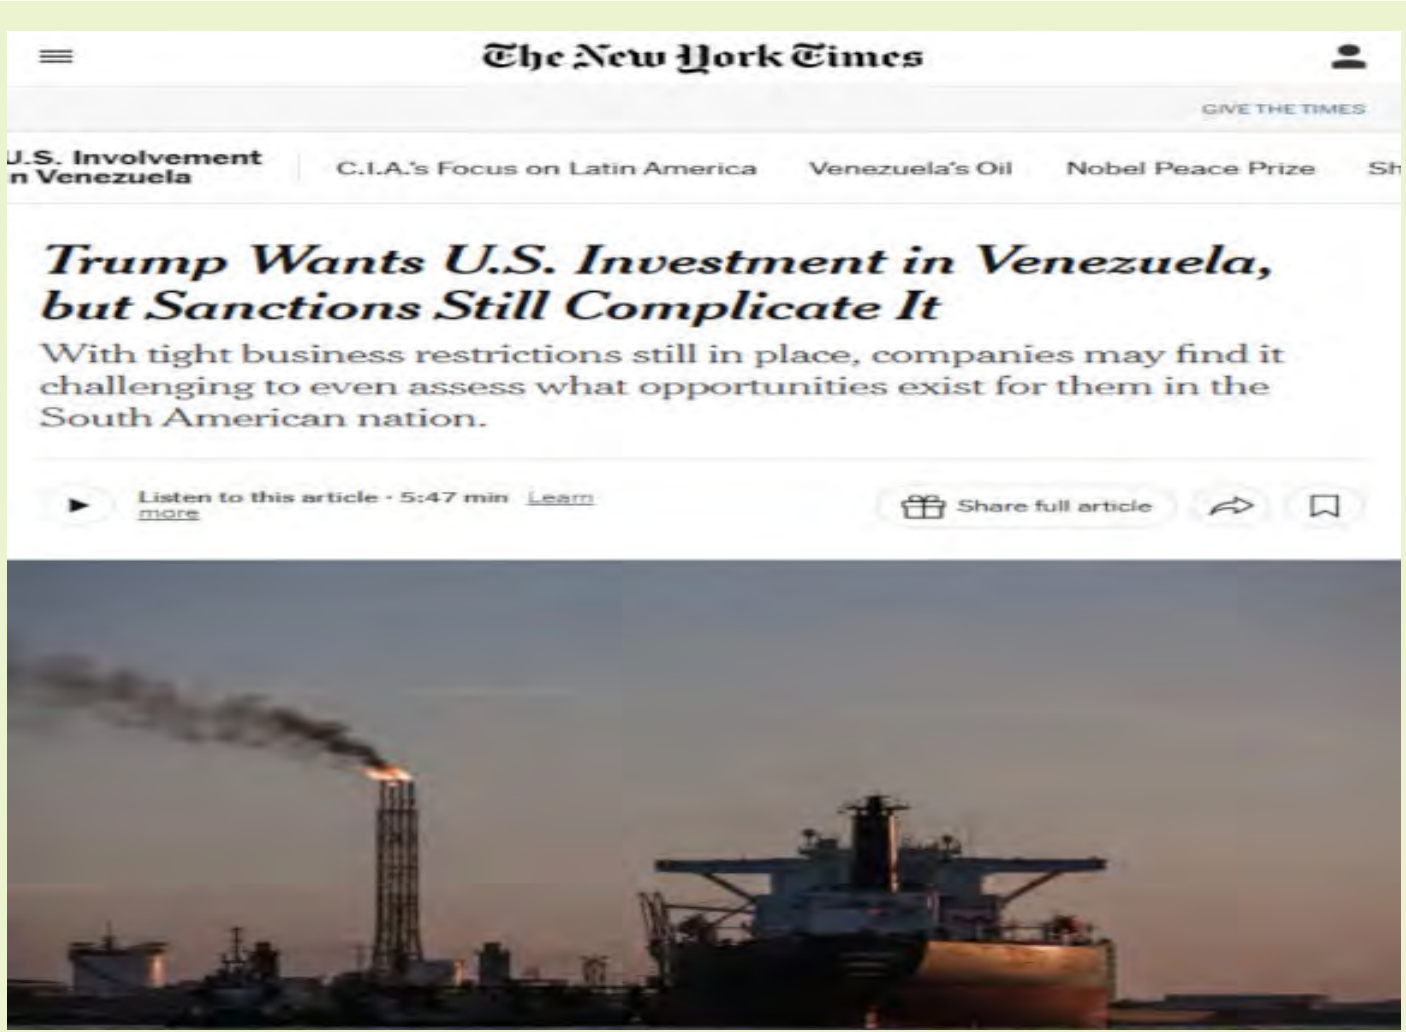 The New York Times
GIVE THE TIMES
U.S. Involvement
n Venezuela
C.I.A.'s Focus on Latin America
Venezuela's Oil
Nobel Peace Prize
Sh
Trump Wants U.S. Investment in Venezuela,
but Sanctions Still Complicate It
With tight business restrictions still in place, companies may find it
challenging to even assess what opportunities exist for them in the
South American nation.
Listen to this article · 5:47 min Learn
more
Share full article